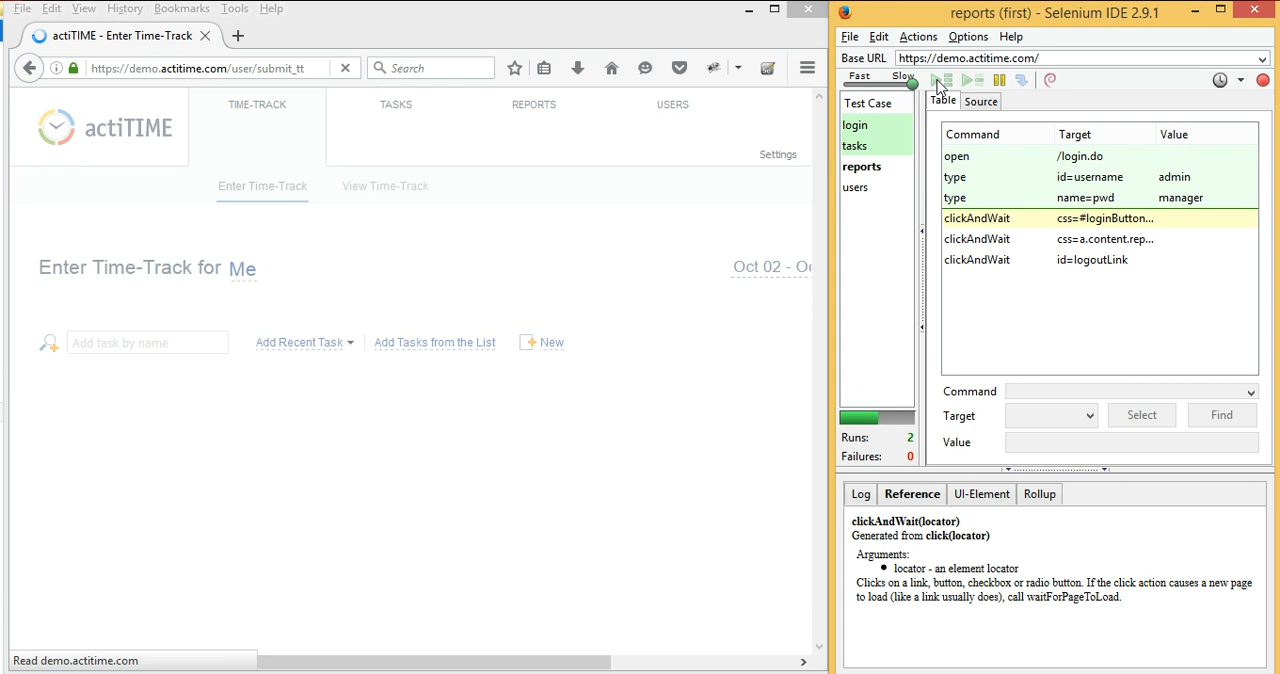 File Edit View History Bookmarks Tools Help
actiTIME - Enter Time-Track
https://demo.actitime.com/user/submit_tt
Search
actiTIME
TIME-TRACK
TASKS
REPORTS
USERS
Settings
Enter Time-Track
View Time-Track
Enter Time-Track for Me
Oct 02 - Oc
Add task by name
Add Recent Task
Add Tasks from the List
New
Read demo.actitime.com
reports (first) - Selenium IDE 2.9.1
File Edit Actions Options Help
Base URL https://demo.actitime.com/
Fast Slow
Test Case
login
tasks
reports
users
Runs: 2
Failures: 0
Table Source
Command Target Value
open /login.do
type id=username admin
type name=pwd manager
clickAndWait css=#loginButton...
clickAndWait css=a.content.rep...
clickAndWait id=logoutLink
Command
Target Select Find
Value
Log Reference UI-Element Rollup
clickAndWait(locator)
Generated from click(locator)
Arguments:
locator - an element locator
Clicks on a link, button, checkbox or radio button. If the click action causes a new page
to load (like a link usually does), call waitForPageToLoad.